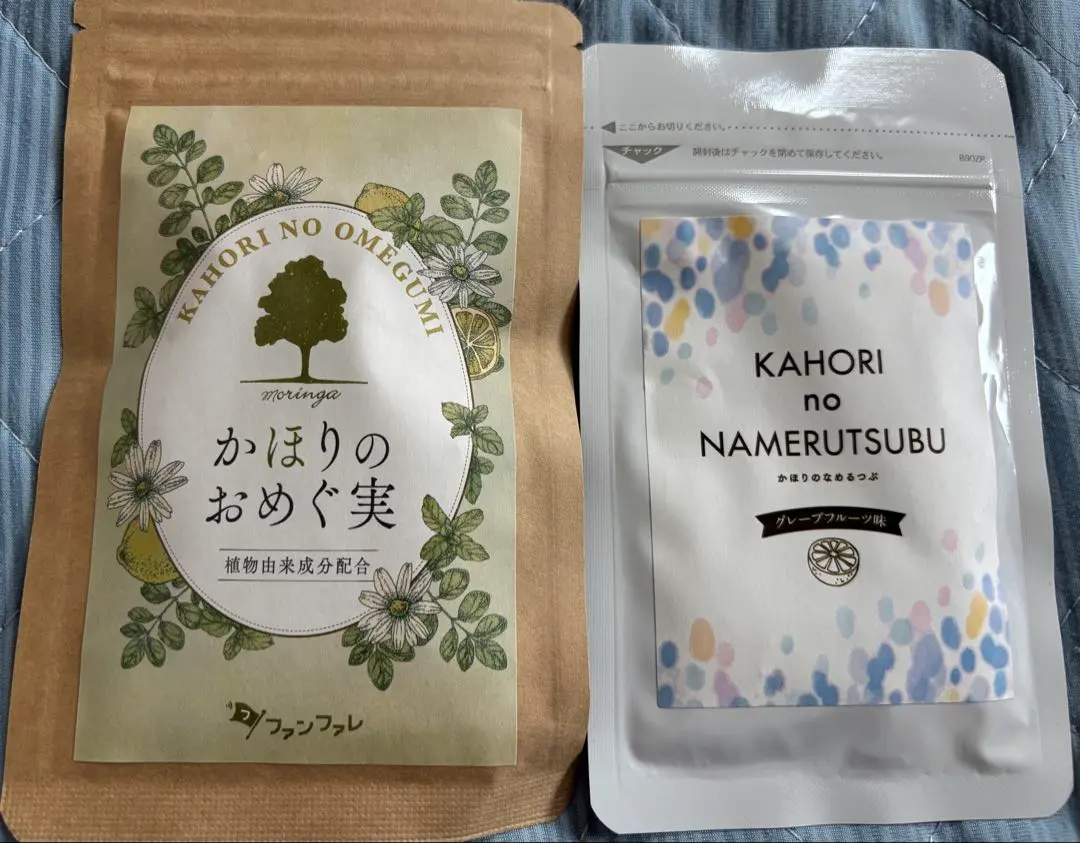 KAHORI NO OMEGUMI
moringa
かほりの
おめぐ実
植物由来成分配合
ファンファレ
ここからお切りください。
チャック
開封後はチャックを閉めて保存してください。
B90ZP
KAHORI
no
NAMERUTSUBU
かほりのなめるつぶ
グレープフルーツ味